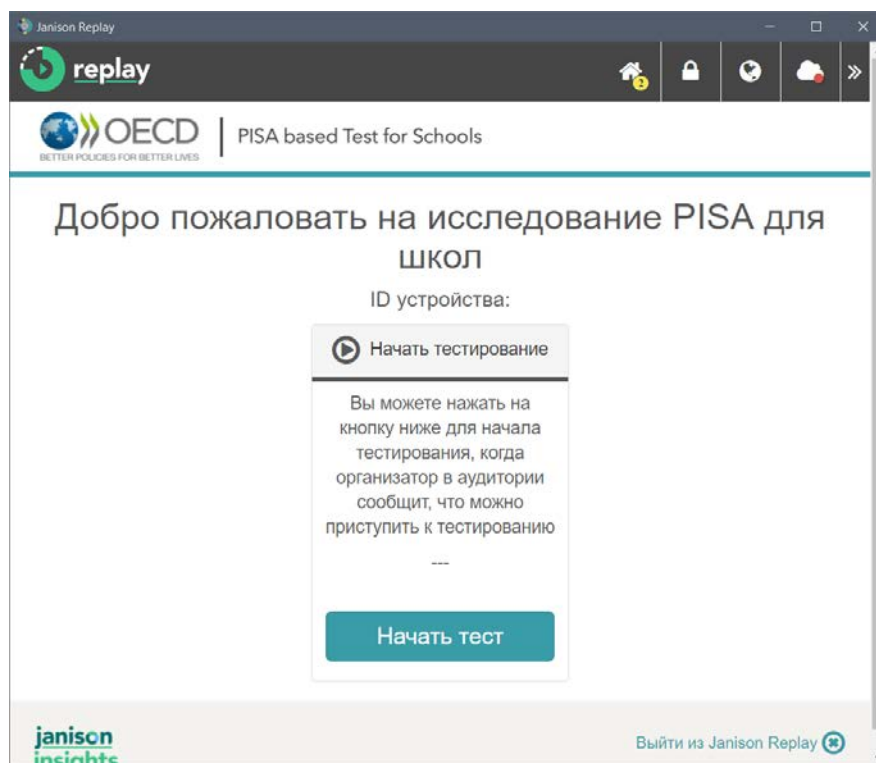 Janison Replay
replay
2
OECD
BETTER POLICIES FOR BETTER LIVES
PISA based Test for Schools
Добро пожаловать на исследование PISA для
школ
ID устройства:
Начать тестирование
Вы можете нажать на
кнопку ниже для начала
тестирования, когда
организатор в аудитории
сообщит, что можно
приступить к тестированию
---
Начать тест
janison
insights
Выйти из Janison Replay